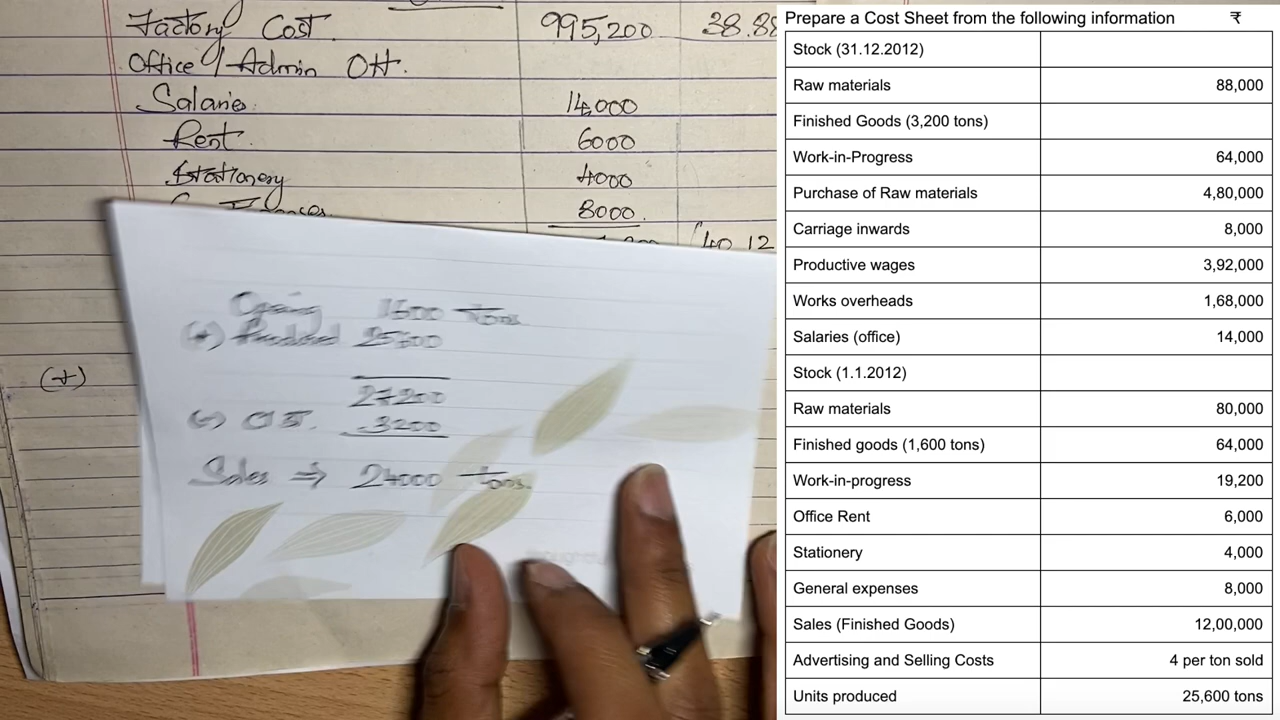 Factory Cost. 995,200 38.88
Office / Admin OH.
Salaries. 14,000
Rent. 6000
Stationery 4000
8000.
40.12
(+)
Opening 1600 tons
(+) Produced 25600
27200
(-) Cl St. 3200
Sales ⇒ 24000 tons.
Prepare a Cost Sheet from the following information ₹
Stock (31.12.2012)
Raw materials 88,000
Finished Goods (3,200 tons)
Work-in-Progress 64,000
Purchase of Raw materials 4,80,000
Carriage inwards 8,000
Productive wages 3,92,000
Works overheads 1,68,000
Salaries (office) 14,000
Stock (1.1.2012)
Raw materials 80,000
Finished goods (1,600 tons) 64,000
Work-in-progress 19,200
Office Rent 6,000
Stationery 4,000
General expenses 8,000
Sales (Finished Goods) 12,00,000
Advertising and Selling Costs 4 per ton sold
Units produced 25,600 tons